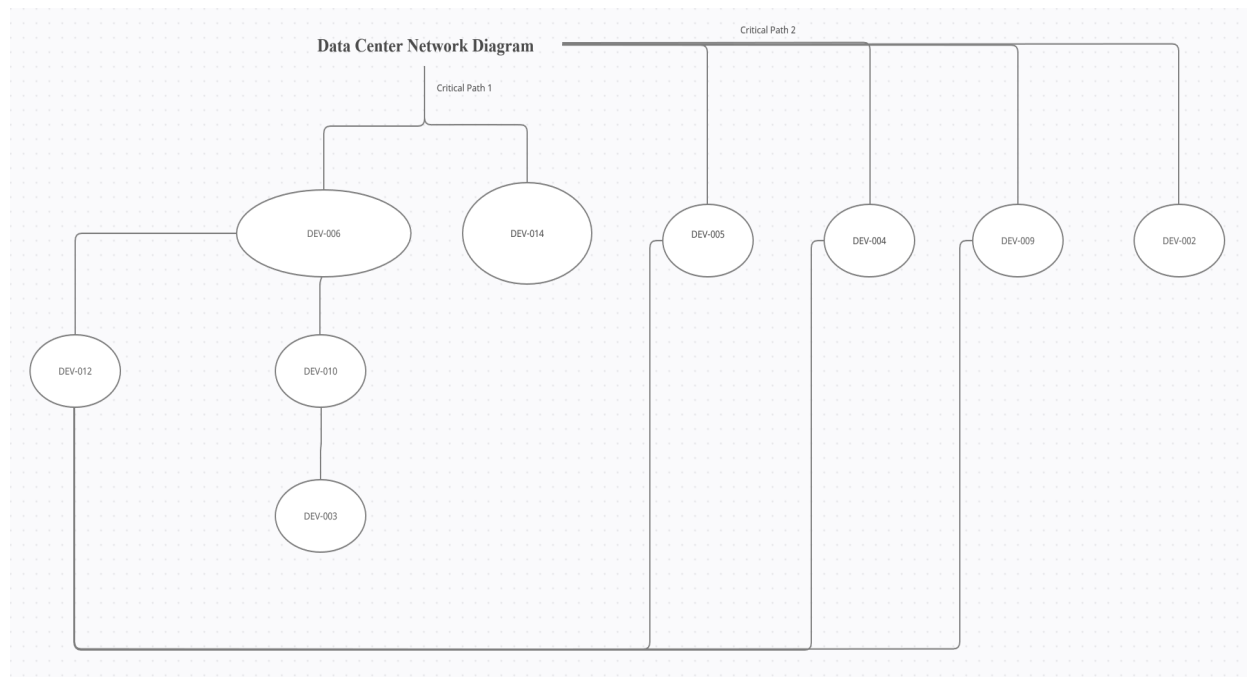 Critical Path 2
Data Center Network Diagram
Critical Path 1
DEV-006
DEV-014
DEV-005
DEV-004
DEV-009
DEV-002
DEV-012
DEV-010
DEV-003